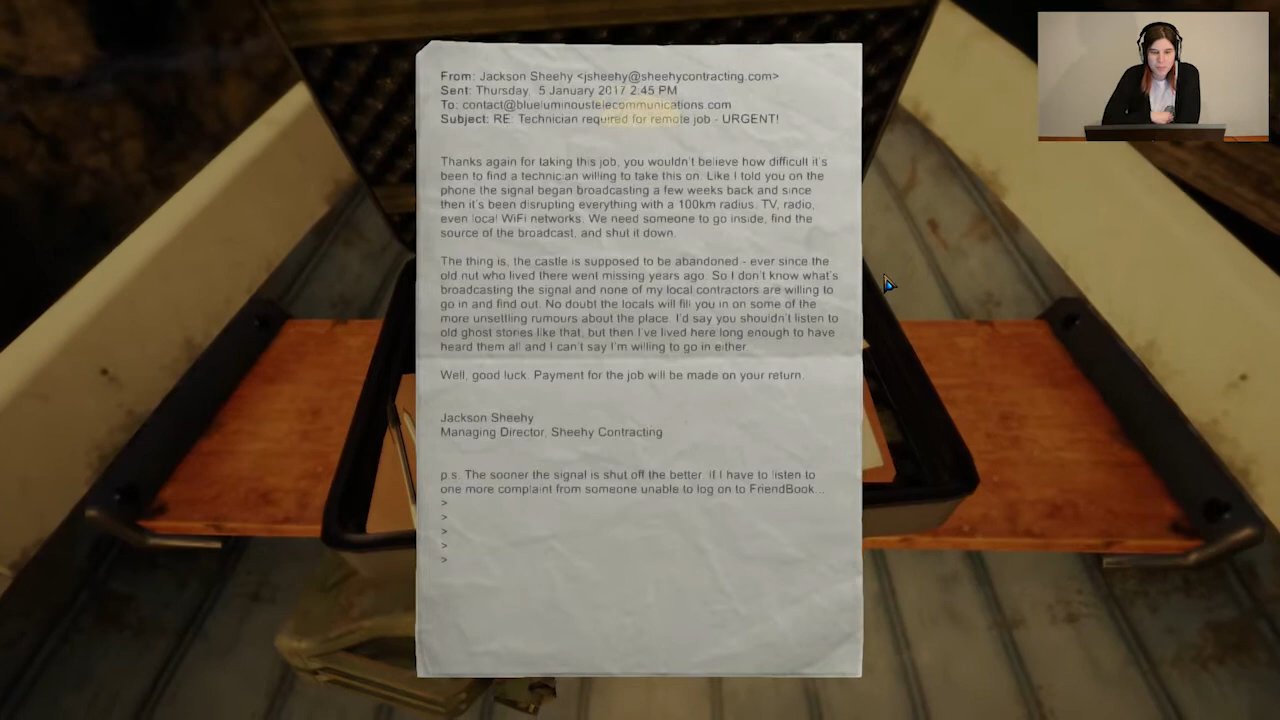 From: Jackson Sheehy <jsheehy@sheehycontracting.com>
Sent: Thursday, 5 January 2017 2:45 PM
To: contact@blueluminoustelecommunications.com
Subject: RE: Technician required for remote job - URGENT!
Thanks again for taking this job, you wouldn't believe how difficult it's
been to find a technician willing to take this on. Like I told you on the
phone the signal began broadcasting a few weeks back and since
then it's been disrupting everything with a 100km radius. TV, radio,
even local WiFi networks. We need someone to go inside, find the
source of the broadcast, and shut it down.
The thing is, the castle is supposed to be abandoned - ever since the
old nut who lived there went missing years ago. So I don't know what's
broadcasting the signal and none of my local contractors are willing to
go in and find out. No doubt the locals will fill you in on some of the
more unsettling rumours about the place. I'd say you shouldn't listen to
old ghost stories like that, but then I've lived here long enough to have
heard them all and I can't say I'm willing to go in either.
Well, good luck. Payment for the job will be made on your return.
Jackson Sheehy
Managing Director, Sheehy Contracting
p.s. The sooner the signal is shut off the better. If I have to listen to
one more complaint from someone unable to log on to FriendBook...
>
>
>
>
>